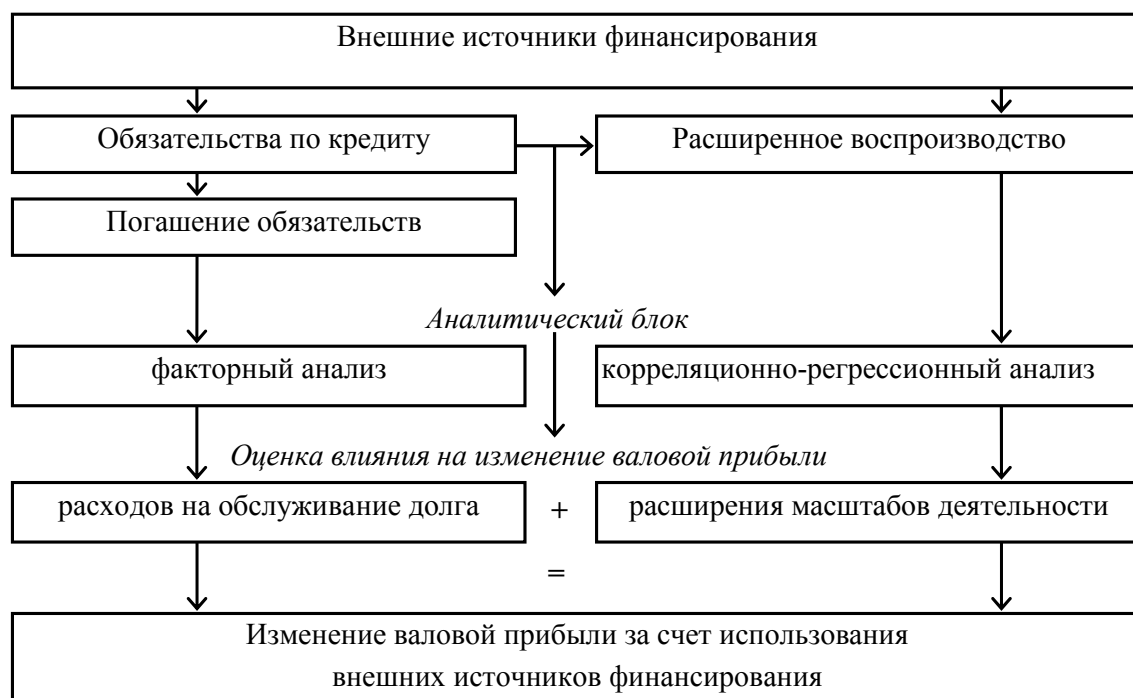 Внешние источники финансирования
Обязательства по кредиту
Расширенное воспроизводство
Погашение обязательств
Аналитический блок
факторный анализ
корреляционно-регрессионный анализ
Оценка влияния на изменение валовой прибыли
расходов на обслуживание долга
+
расширения масштабов деятельности
=
Изменение валовой прибыли за счет использования
внешних источников финансирования